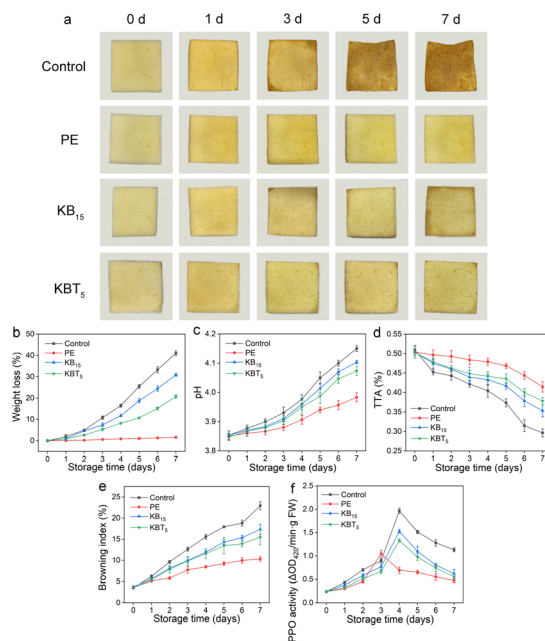 a 0 d 1 d 3 d 5 d 7 d
Control
PE
KB₁₅
KBT₅
b
Weight loss (%)
50
40
30
20
10
0
Control
PE
KB₁₅
KBT₅
0 1 2 3 4 5 6 7
Storage time (days)
c
pH
4.2
4.1
4.0
3.9
3.8
Control
PE
KB₁₅
KBT₅
0 1 2 3 4 5 6 7
Storage time (days)
d
TTA (%)
0.55
0.50
0.45
0.40
0.35
0.30
0.25
Control
PE
KB₁₅
KBT₅
0 1 2 3 4 5 6 7
Storage time (days)
e
Browning index (%)
25
20
15
10
5
0
Control
PE
KB₁₅
KBT₅
0 1 2 3 4 5 6 7
Storage time (days)
f
PPO activity (ΔOD₄₂₀/min·g FW)
2.5
2.0
1.5
1.0
0.5
0.0
Control
PE
KB₁₅
KBT₅
0 1 2 3 4 5 6 7
Storage time (days)